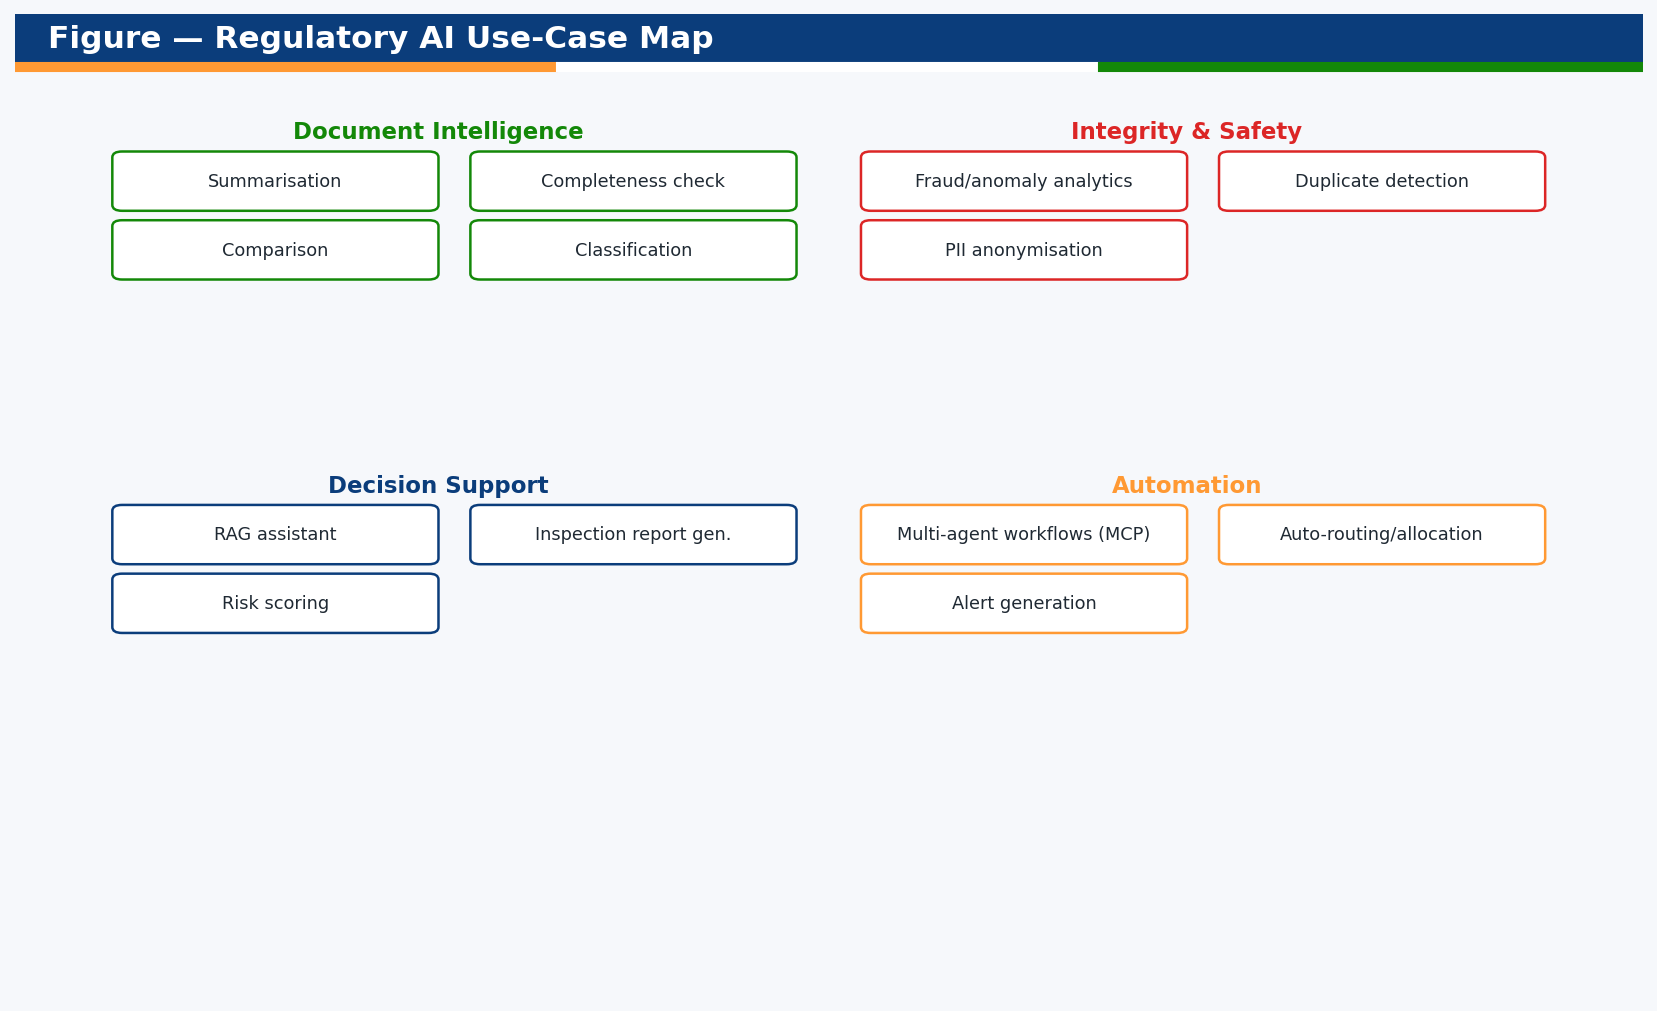 Figure — Regulatory AI Use-Case Map
Document Intelligence
Summarisation
Completeness check
Comparison
Classification
Integrity & Safety
Fraud/anomaly analytics
Duplicate detection
PII anonymisation
Decision Support
RAG assistant
Inspection report gen.
Risk scoring
Automation
Multi-agent workflows (MCP)
Auto-routing/allocation
Alert generation